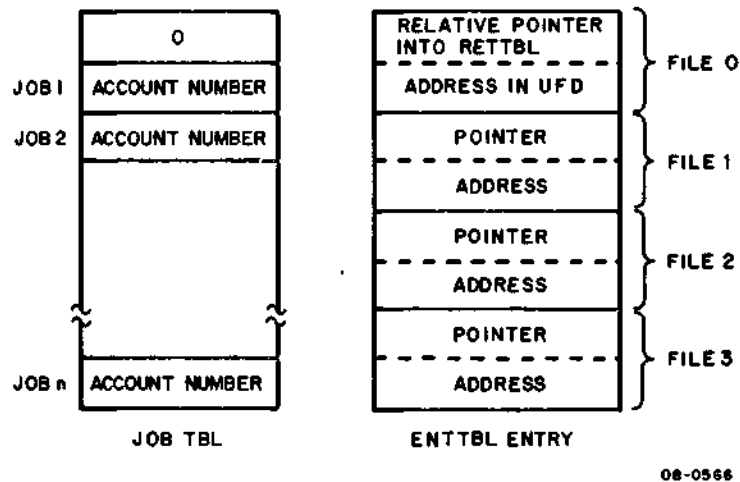 0
JOB 1 ACCOUNT NUMBER
JOB 2 ACCOUNT NUMBER
JOB n ACCOUNT NUMBER
JOB TBL
RELATIVE POINTER
INTO RETTBL
ADDRESS IN UFD
FILE 0
POINTER
ADDRESS
FILE 1
POINTER
ADDRESS
FILE 2
POINTER
ADDRESS
FILE 3
ENTTBL ENTRY
08-0566